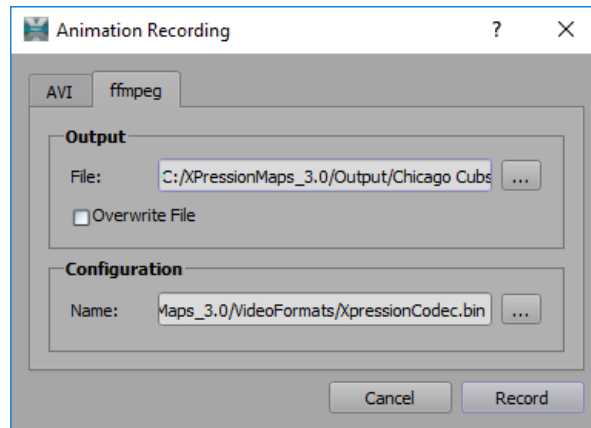 Animation Recording
?
AVI
ffmpeg
Output
File:
C:/XPressionMaps_3.0/Output/Chicago Cubs
...
Overwrite File
Configuration
Name:
Maps_3.0/VideoFormats/XpressionCodec.bin
...
Cancel
Record